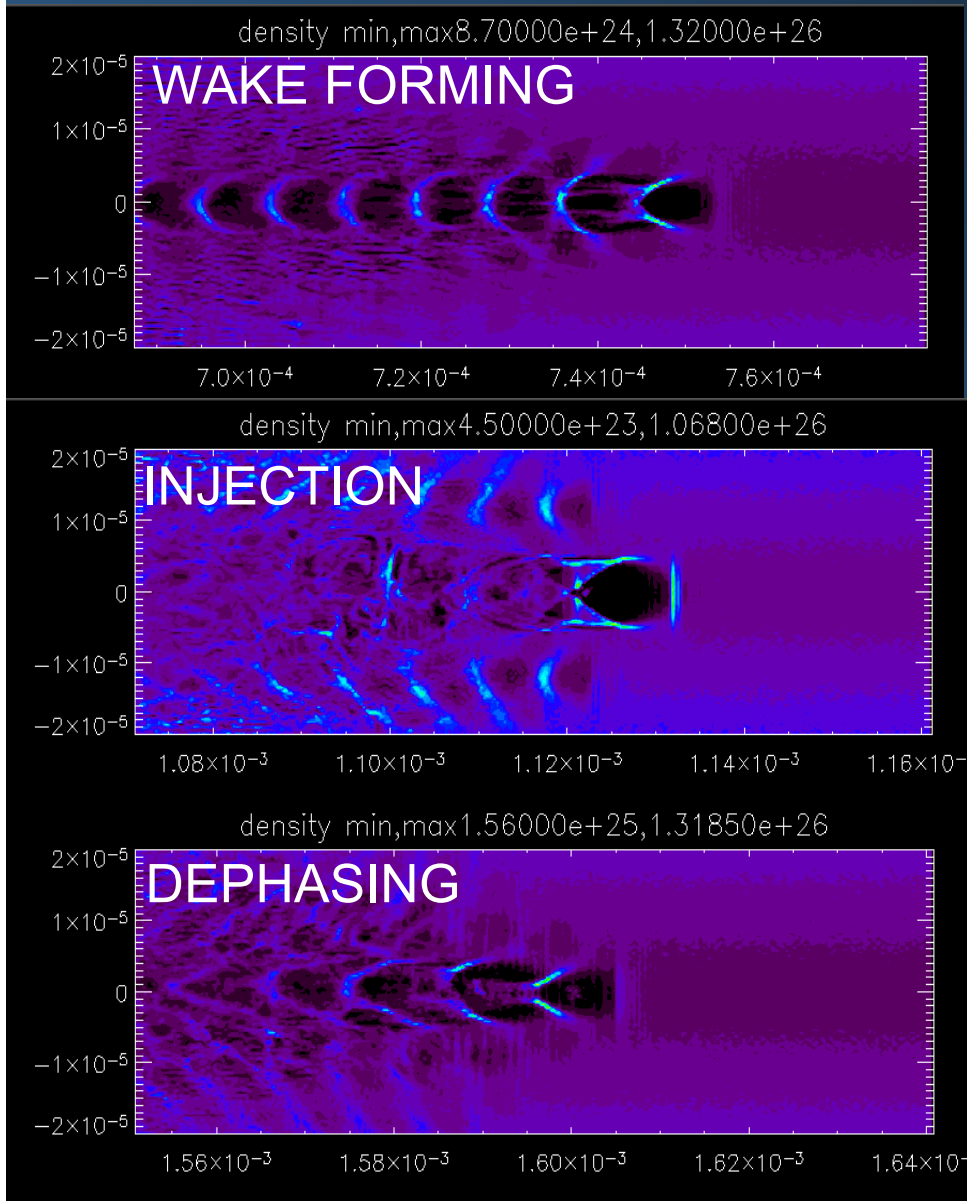 density min,max8.70000e+24,1.32000e+26
WAKE FORMING
2×10⁻⁵
1×10⁻⁵
0
−1×10⁻⁵
−2×10⁻⁵
7.0×10⁻⁴ 7.2×10⁻⁴ 7.4×10⁻⁴ 7.6×10⁻⁴
density min,max4.50000e+23,1.06800e+26
INJECTION
2×10⁻⁵
1×10⁻⁵
0
−1×10⁻⁵
−2×10⁻⁵
1.08×10⁻³ 1.10×10⁻³ 1.12×10⁻³ 1.14×10⁻³ 1.16×10⁻
density min,max1.56000e+25,1.31850e+26
DEPHASING
2×10⁻⁵
1×10⁻⁵
0
−1×10⁻⁵
−2×10⁻⁵
1.56×10⁻³ 1.58×10⁻³ 1.60×10⁻³ 1.62×10⁻³ 1.64×10⁻